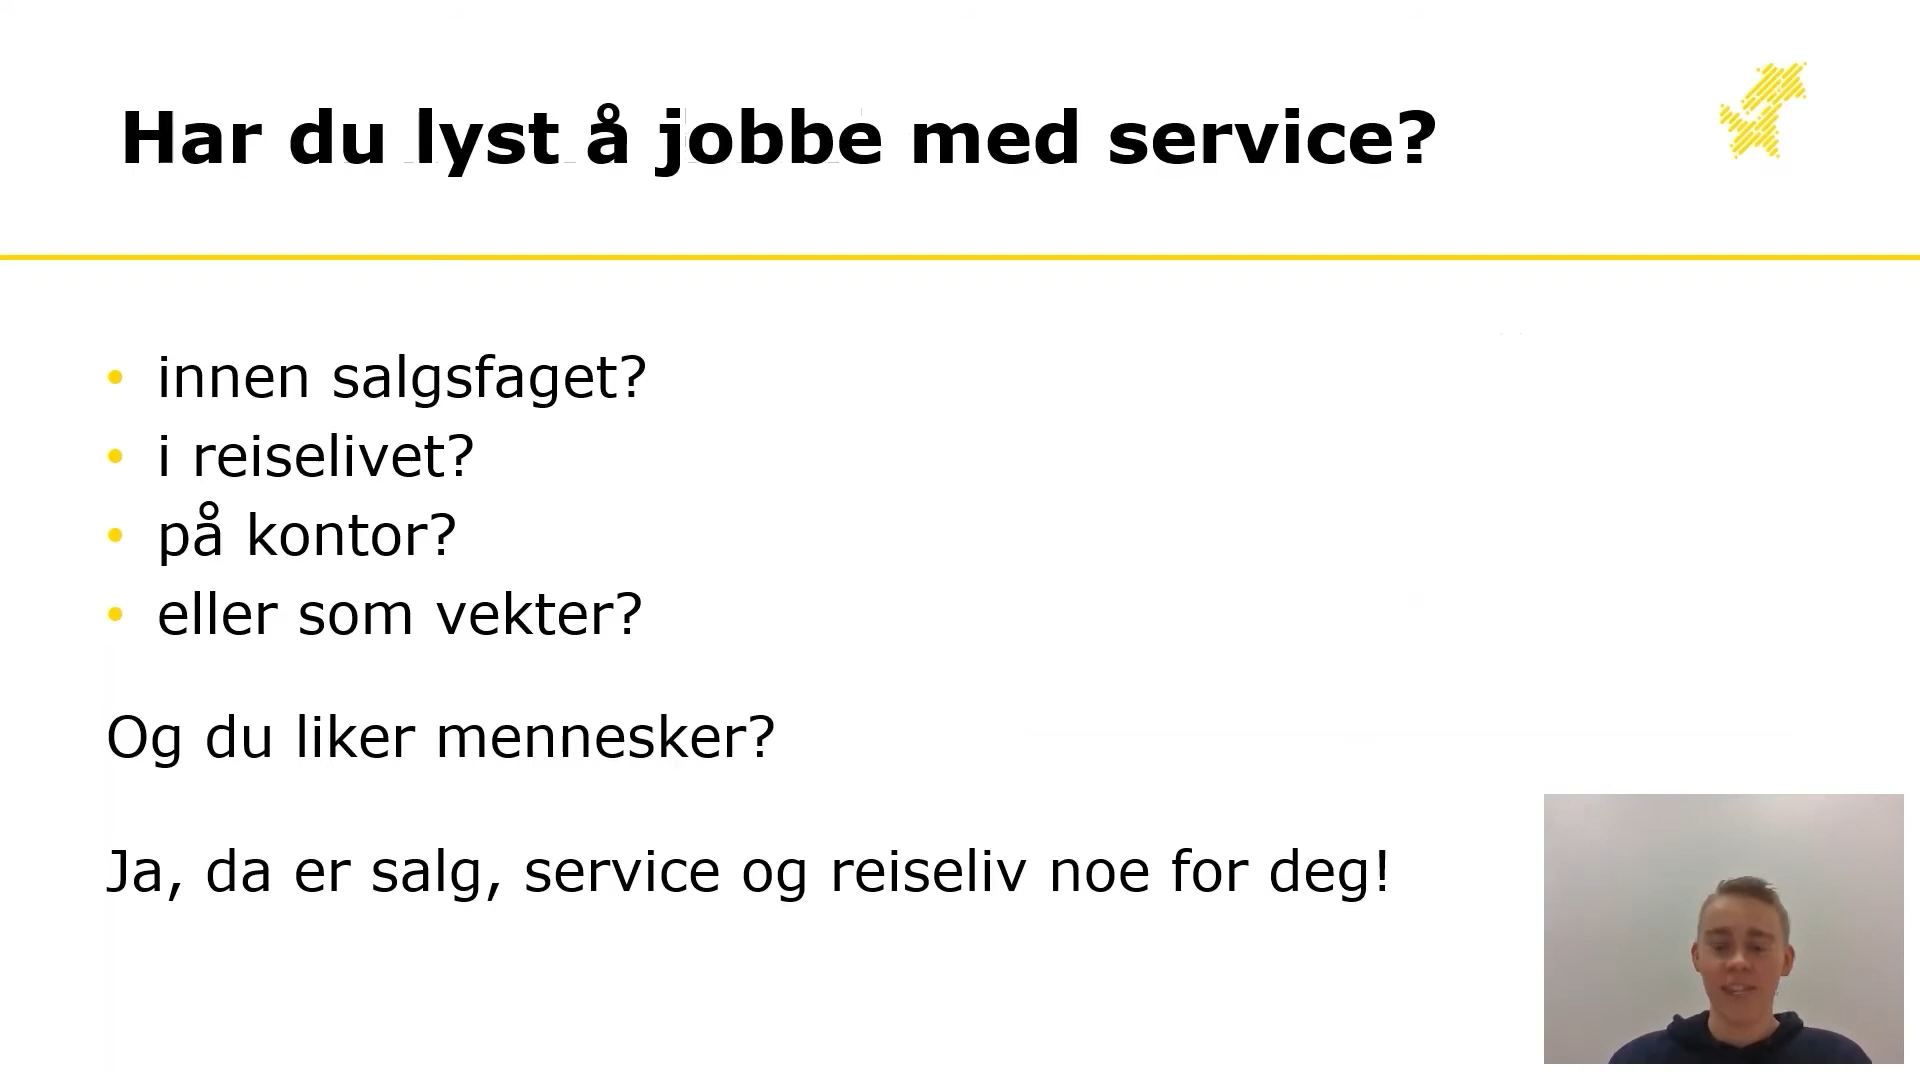 Har du lyst å jobbe med service?
• innen salgsfaget?
• i reiselivet?
• på kontor?
• eller som vekter?
Og du liker mennesker?
Ja, da er salg, service og reiseliv noe for deg!